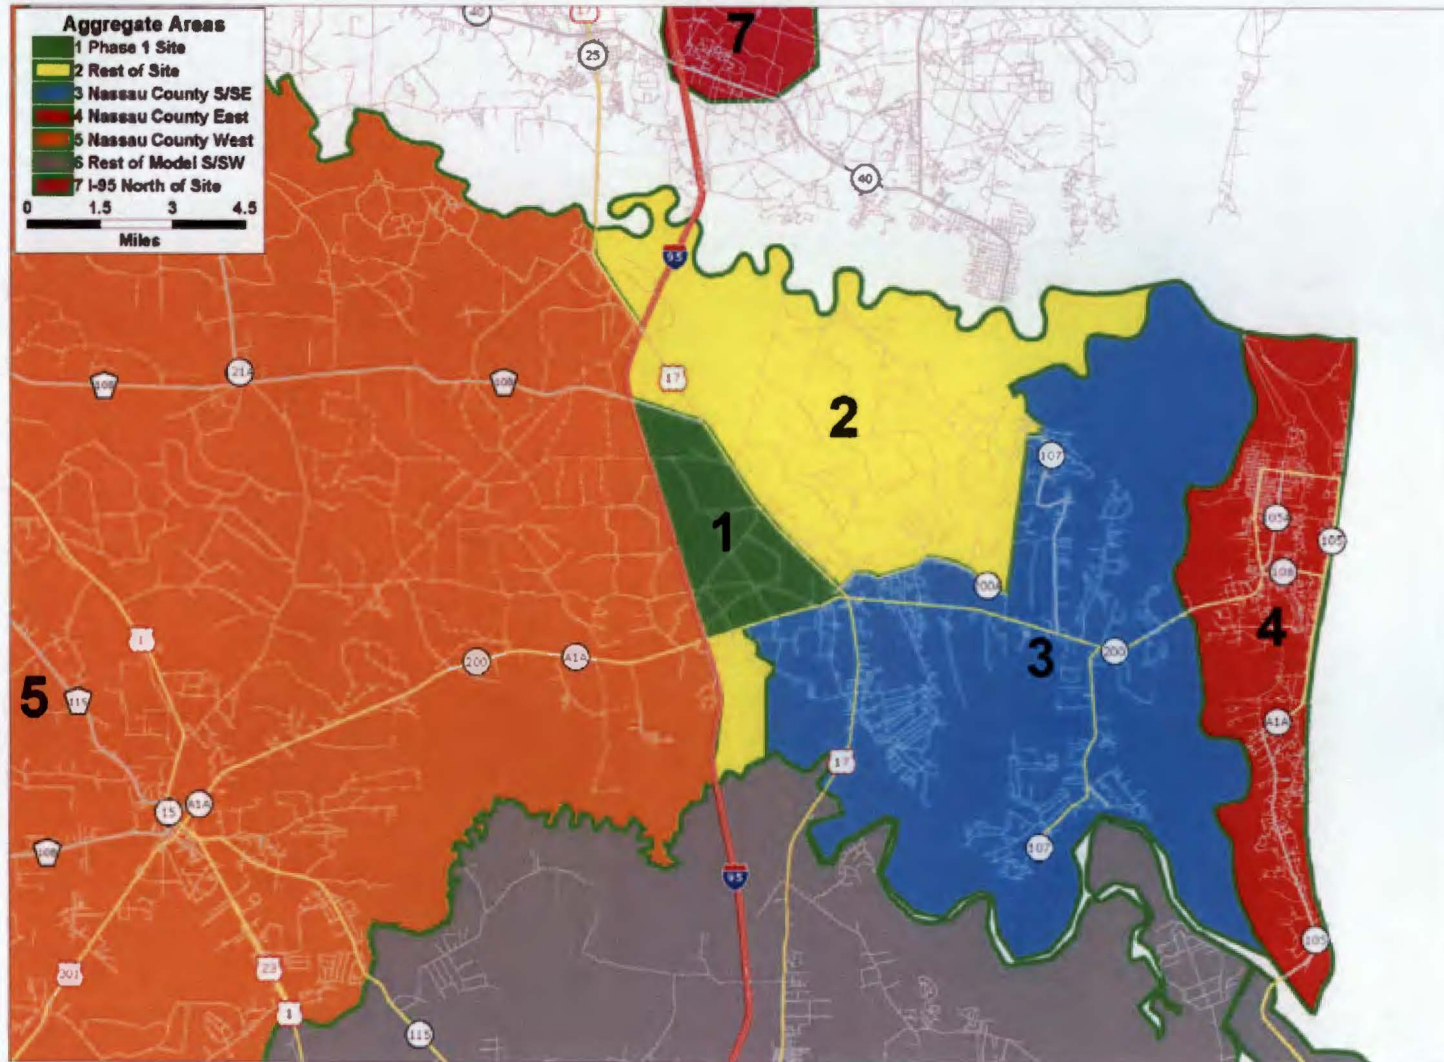 Aggregate Areas
1 Phase 1 Site
2 Rest of Site
3 Nassau County S/SE
4 Nassau County East
5 Nassau County West
6 Rest of Model S/SW
7 I-95 North of Site
0 1.5 3 4.5
Miles
40
17
25
7
40
95
17
108
108
2
107
1
105
108
200
4
3
200
A1A
1
5
A1A
17
15
A1A
107
95
301
23
1
115
105